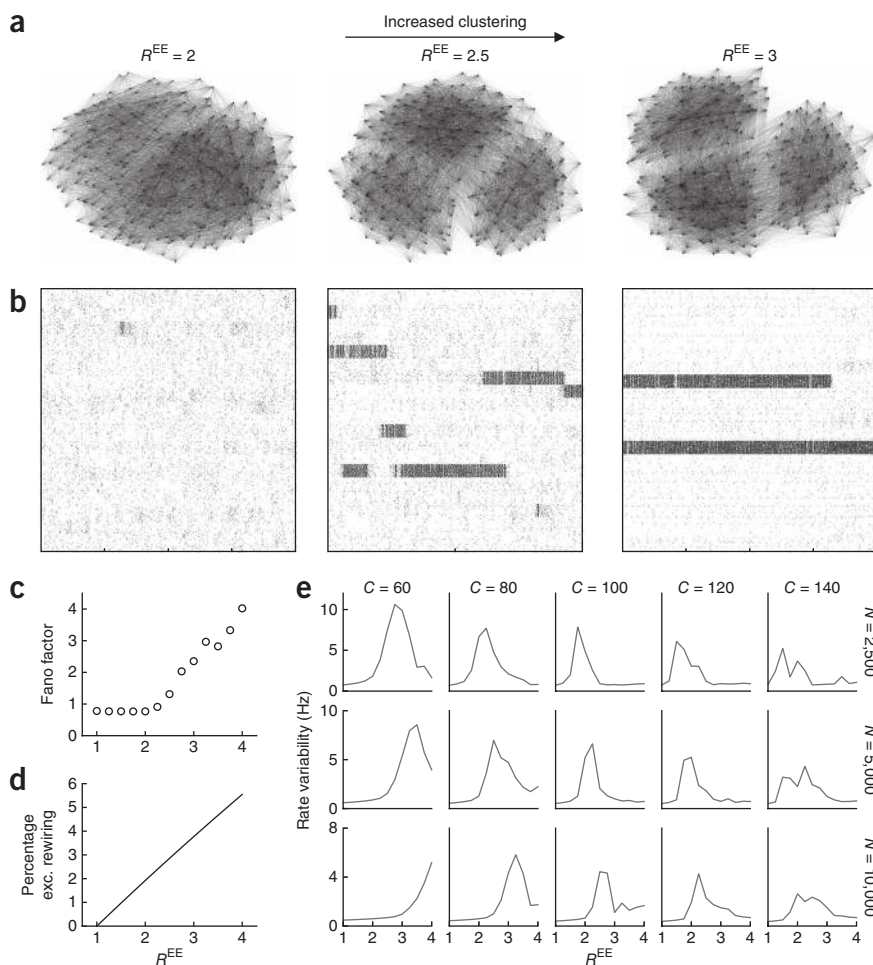 a
Increased clustering
R^EE = 2
R^EE = 2.5
R^EE = 3
b
c
Fano factor
4
3
2
1
0
1 2 3 4
d
Percentage
exc. rewiring
6
5
4
3
2
1
0
1 2 3 4
R^EE
e
C = 60 C = 80 C = 100 C = 120 C = 140
Rate variability (Hz)
10
5
0
N = 2,500
10
5
0
N = 5,000
8
4
0
N = 10,000
1 2 3 4 1 2 3 4 1 2 3 4 1 2 3 4 1 2 3 4
R^EE